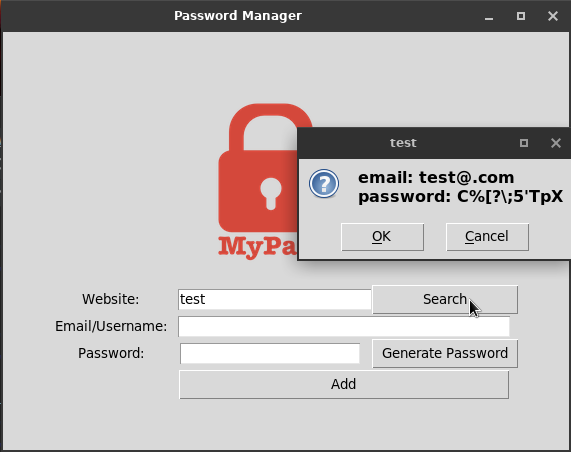 Password Manager
test
email: test@.com
password: C%[?\;5'TpX
OK
Cancel
MyPa
Website:
test
Search
Email/Username:
Password:
Generate Password
Add